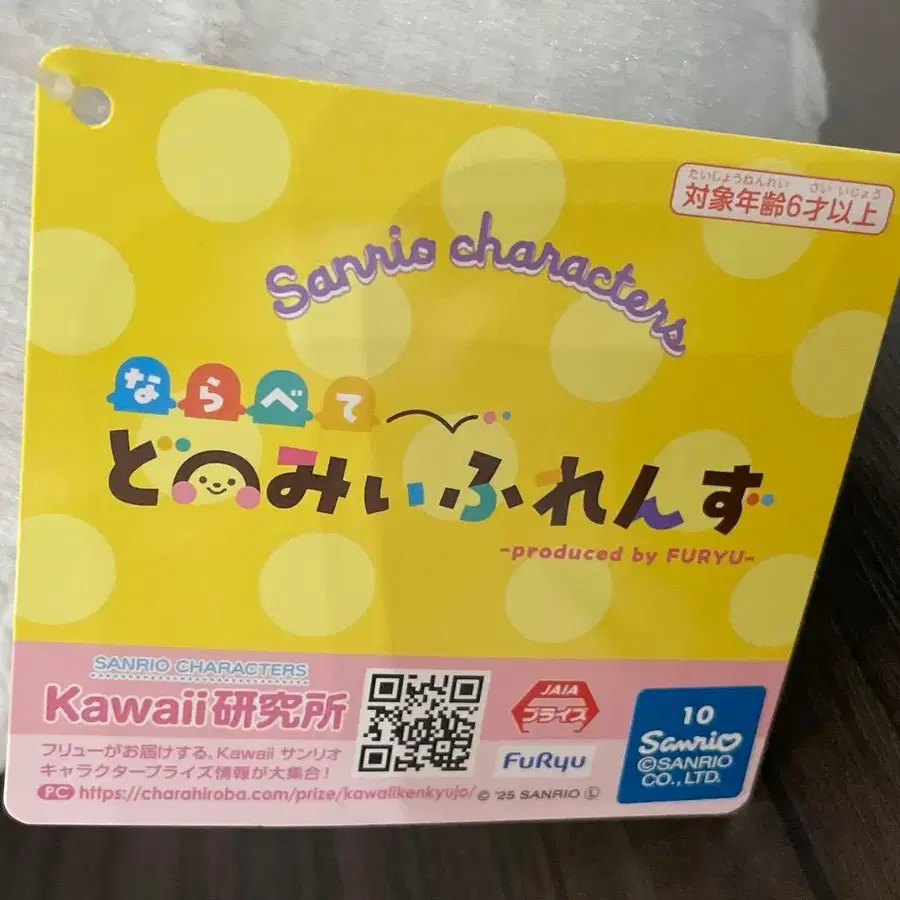 たいしょうねんれい さい いじょう
対象年齢6才以上
Sanrio characters
ならべて
どーみぃふれんず
-produced by FURYU-
SANRIO CHARACTERS
Kawaii研究所
フリューがお届けする、Kawaii サンリオ
キャラクタープライズ情報が大集合!
PC https://charahiroba.com/prize/kawaiikenkyujo/
© '25 SANRIO Ⓛ
JAIA
プライズ
FuRyu
10
Sanrio
©SANRIO
CO.,LTD.